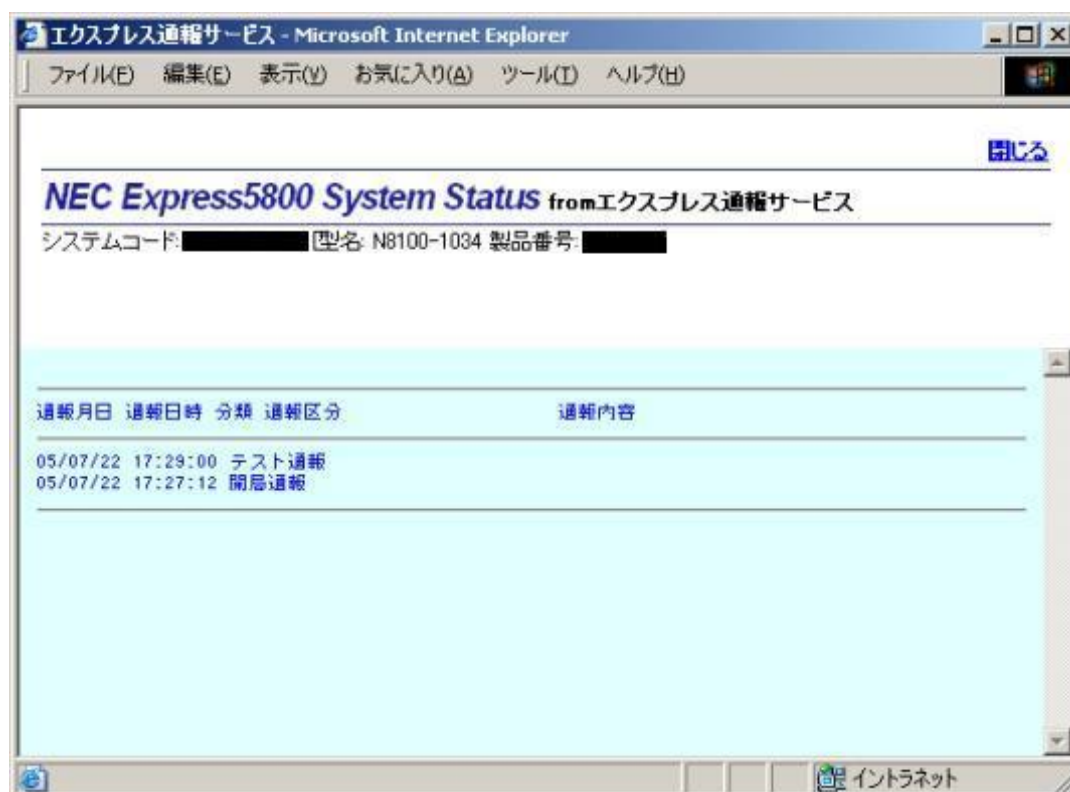 エクスプレス通報サービス - Microsoft Internet Explorer
ファイル(F) 編集(E) 表示(V) お気に入り(A) ツール(T) ヘルプ(H)
閉じる
NEC Express5800 System Status fromエクスプレス通報サービス
システムコード: 型名: N8100-1034 製品番号:
通報月日 通報日時 分類 通報区分 通報内容
05/07/22 17:29:00 テスト通報
05/07/22 17:27:12 開局通報
イントラネット